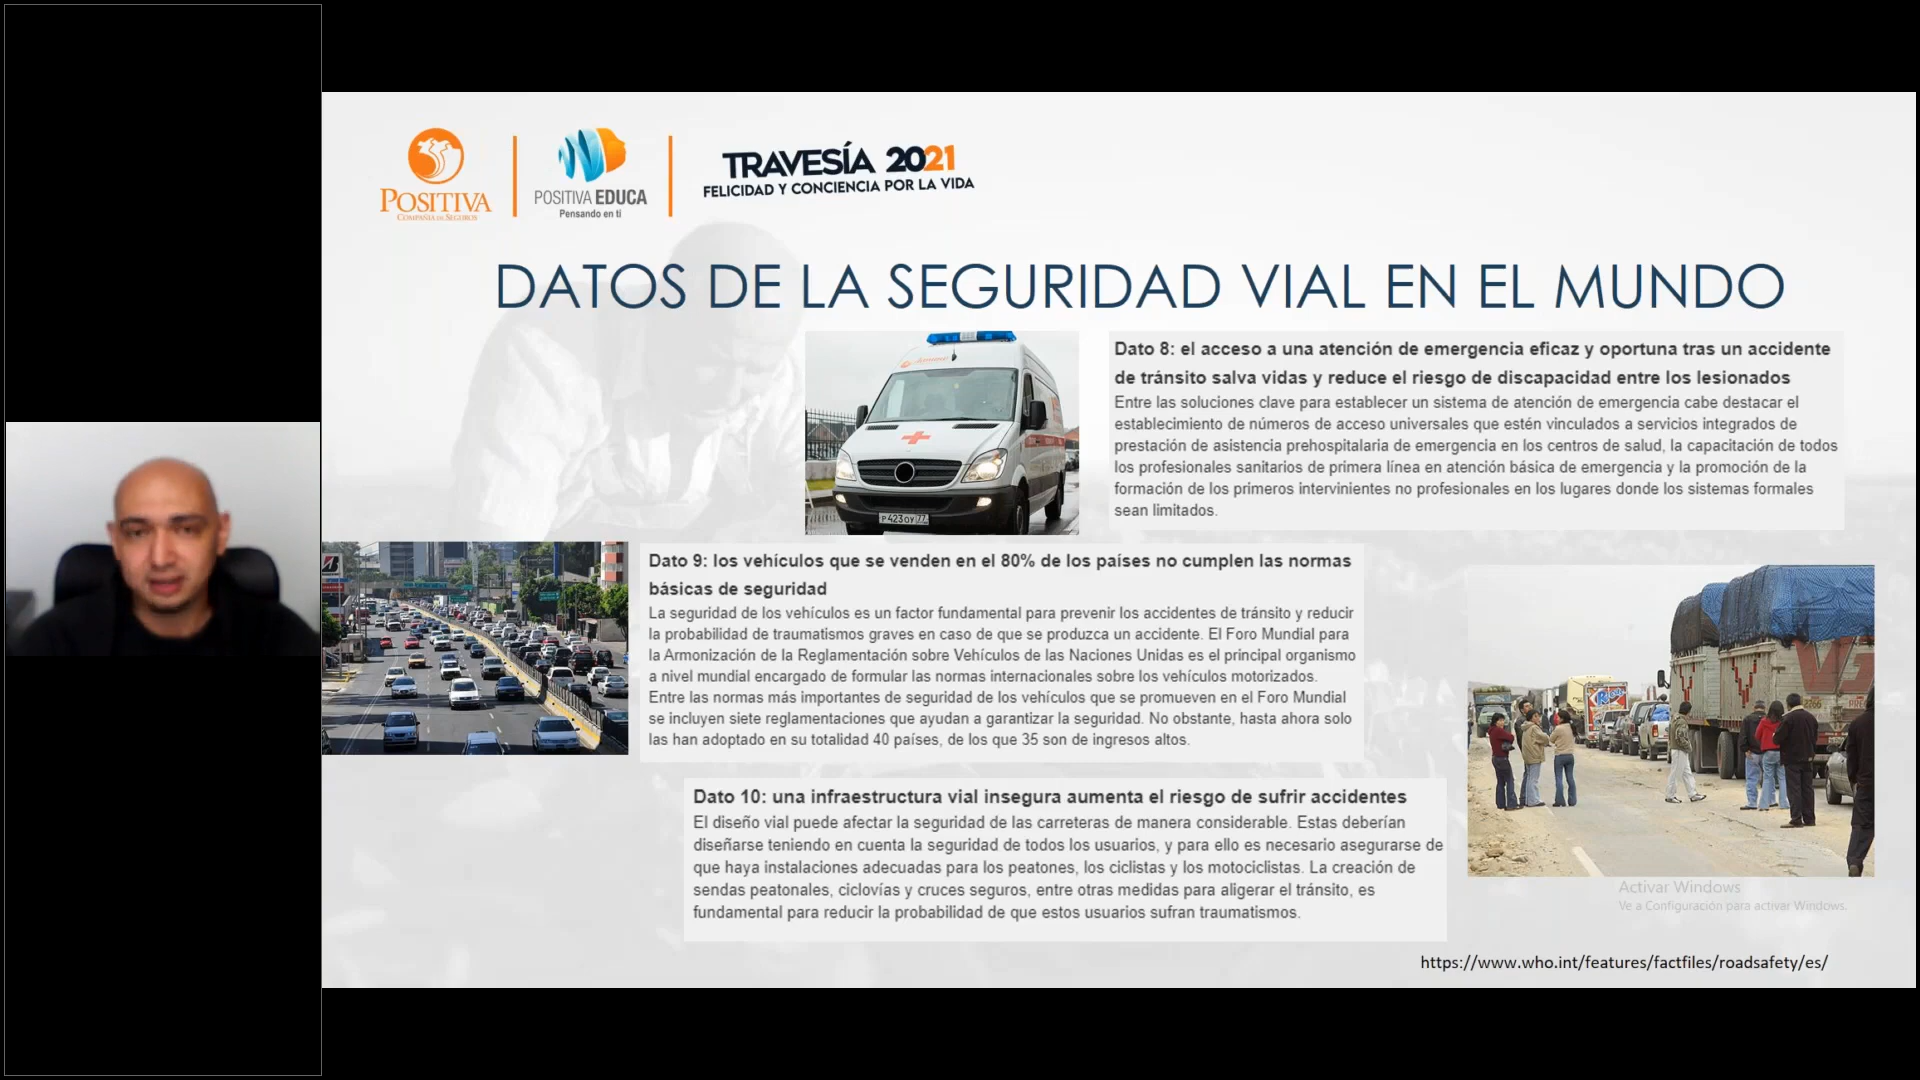 POSITIVA
COMPAÑÍA DE SEGUROS
POSITIVA EDUCA
Pensando en ti
TRAVESÍA 2021
FELICIDAD Y CONCIENCIA POR LA VIDA
DATOS DE LA SEGURIDAD VIAL EN EL MUNDO
P423OY 77
Dato 8: el acceso a una atención de emergencia eficaz y oportuna tras un accidente
de tránsito salva vidas y reduce el riesgo de discapacidad entre los lesionados
Entre las soluciones clave para establecer un sistema de atención de emergencia cabe destacar el
establecimiento de números de acceso universales que estén vinculados a servicios integrados de
prestación de asistencia prehospitalaria de emergencia en los centros de salud, la capacitación de todos
los profesionales sanitarios de primera línea en atención básica de emergencia y la promoción de la
formación de los primeros intervinientes no profesionales en los lugares donde los sistemas formales
sean limitados.
Dato 9: los vehículos que se venden en el 80% de los países no cumplen las normas
básicas de seguridad
La seguridad de los vehículos es un factor fundamental para prevenir los accidentes de tránsito y reducir
la probabilidad de traumatismos graves en caso de que se produzca un accidente. El Foro Mundial para
la Armonización de la Reglamentación sobre Vehículos de las Naciones Unidas es el principal organismo
a nivel mundial encargado de formular las normas internacionales sobre los vehículos motorizados.
Entre las normas más importantes de seguridad de los vehículos que se promueven en el Foro Mundial
se incluyen siete reglamentaciones que ayudan a garantizar la seguridad. No obstante, hasta ahora solo
las han adoptado en su totalidad 40 países, de los que 35 son de ingresos altos.
Dato 10: una infraestructura vial insegura aumenta el riesgo de sufrir accidentes
El diseño vial puede afectar la seguridad de las carreteras de manera considerable. Estas deberían
diseñarse teniendo en cuenta la seguridad de todos los usuarios, y para ello es necesario asegurarse de
que haya instalaciones adecuadas para los peatones, los ciclistas y los motociclistas. La creación de
sendas peatonales, ciclovías y cruces seguros, entre otras medidas para aligerar el tránsito, es
fundamental para reducir la probabilidad de que estos usuarios sufran traumatismos.
Activar Windows
Ve a Configuración para activar Windows.
https://www.who.int/features/factfiles/roadsafety/es/